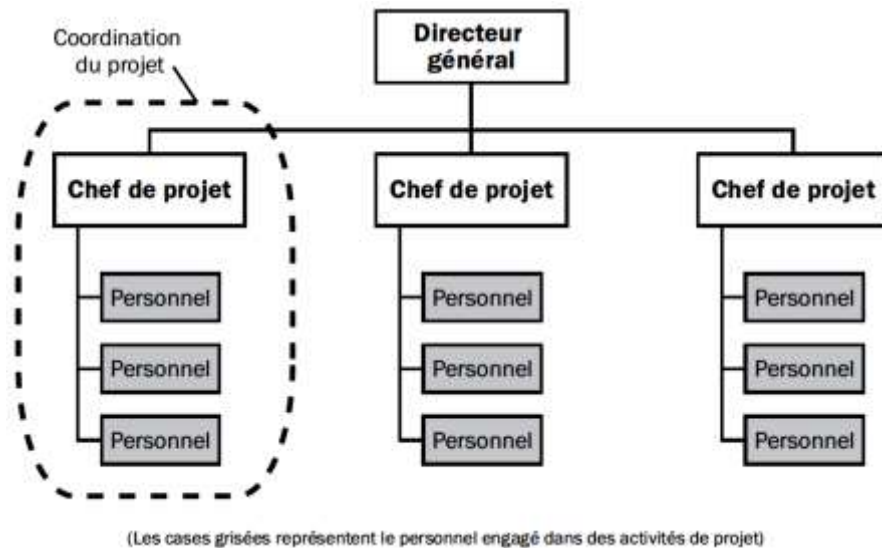 Coordination
du projet
Directeur
général
Chef de projet
Chef de projet
Chef de projet
Personnel
Personnel
Personnel
Personnel
Personnel
Personnel
Personnel
Personnel
Personnel
(Les cases grisées représentent le personnel engagé dans des activités de projet)